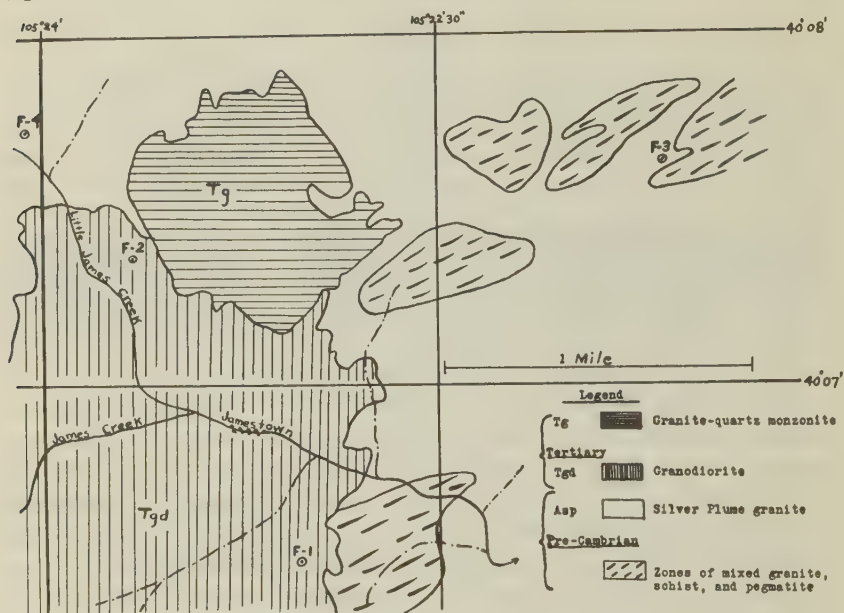 105°24'
105°22'30"
40°08'
F-4
F-3
Tg
Little James Creek
F-2
1 Mile
40°07'
Legend
Tg Granite-quartz monzonite
Tertiary
Tgd Granodiorite
Asp Silver Plume granite
Pre-Cambrian
Zones of mixed granite,
schist, and pegmatite
James Creek
Jamestown
Tgd
F-1